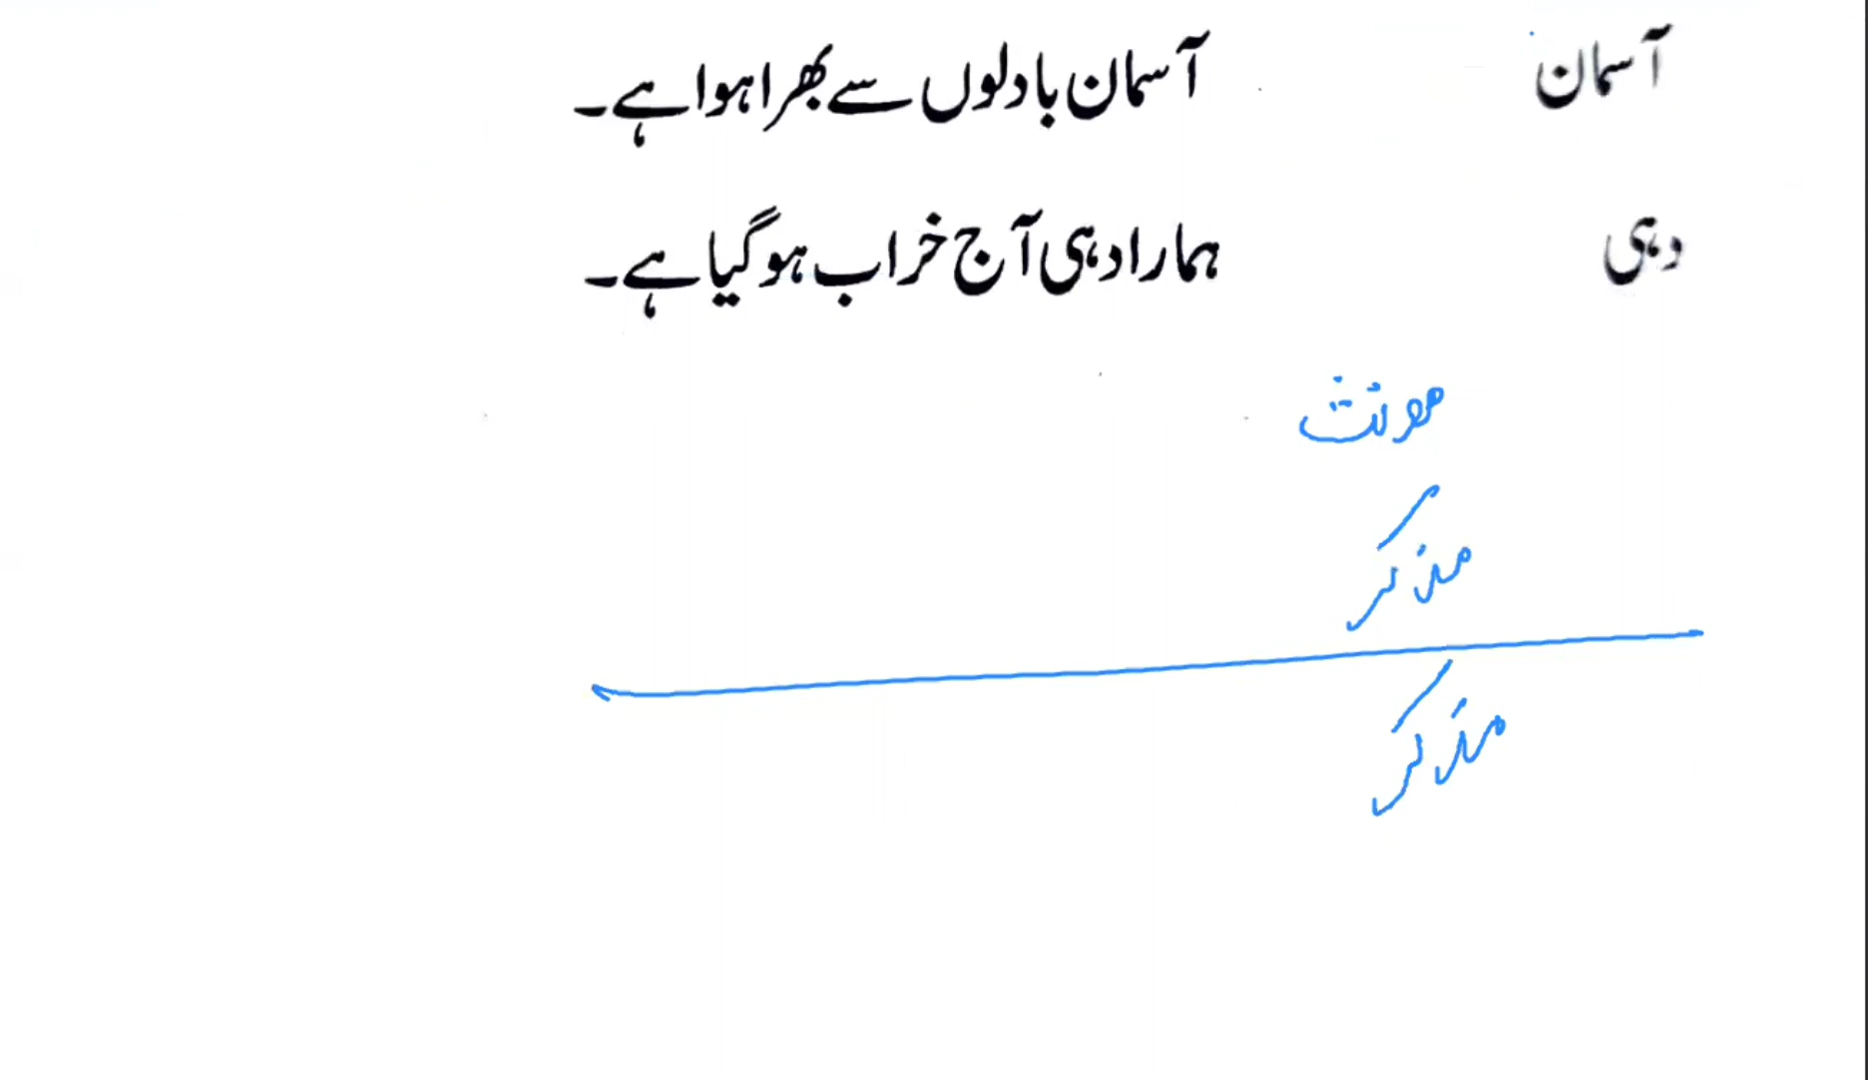 آسمان آسمان بادلوں سے بھرا ہوا ہے۔
دہی ہمارا دہی آج خراب ہو گیا ہے۔
مونث
مذکر
مذکر